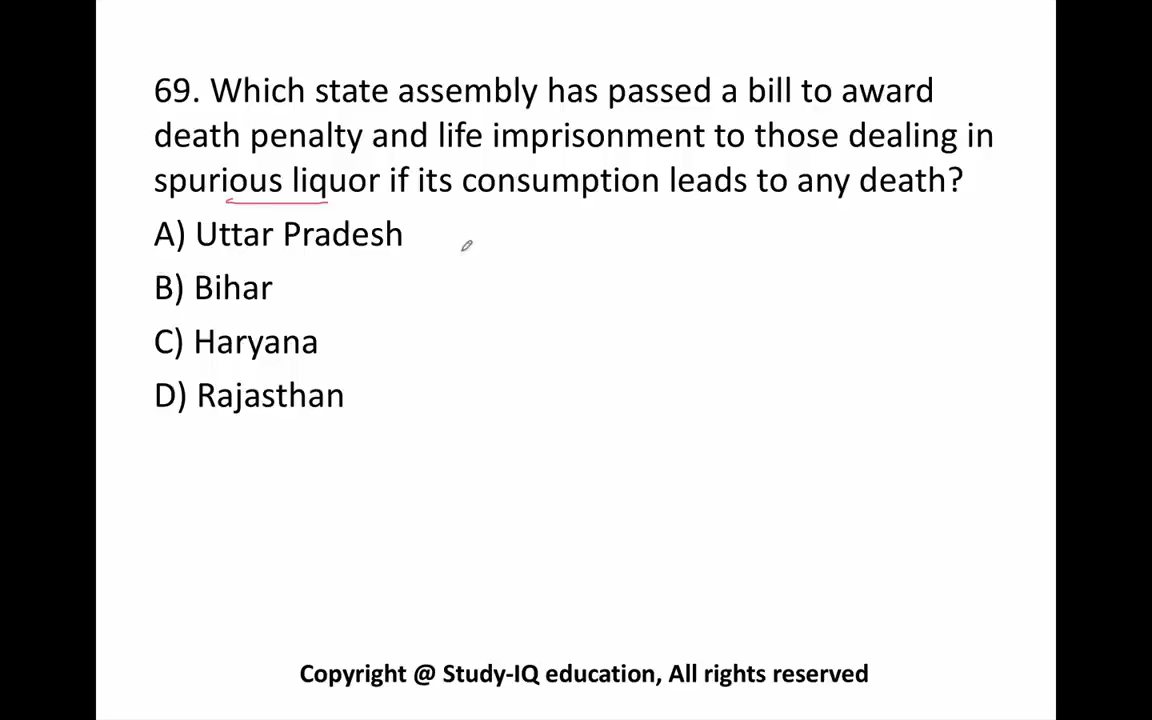 69. Which state assembly has passed a bill to award
death penalty and life imprisonment to those dealing in
spurious liquor if its consumption leads to any death?
A) Uttar Pradesh
B) Bihar
C) Haryana
D) Rajasthan
Copyright @ Study-IQ education, All rights reserved